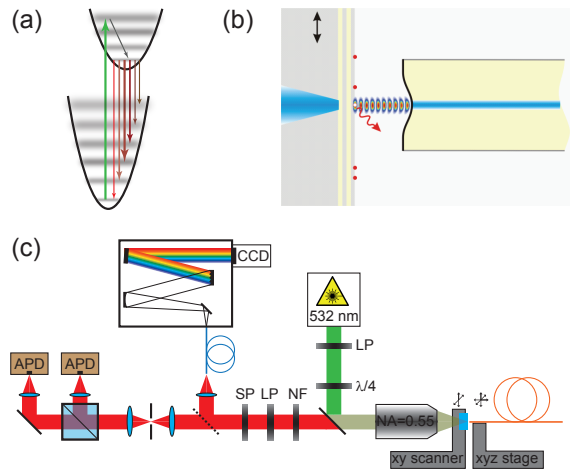 (a)
(b)
(c)
CCD
532 nm
LP
λ/4
APD
APD
SP
LP
NF
NA=0.55
xy scanner
xyz stage